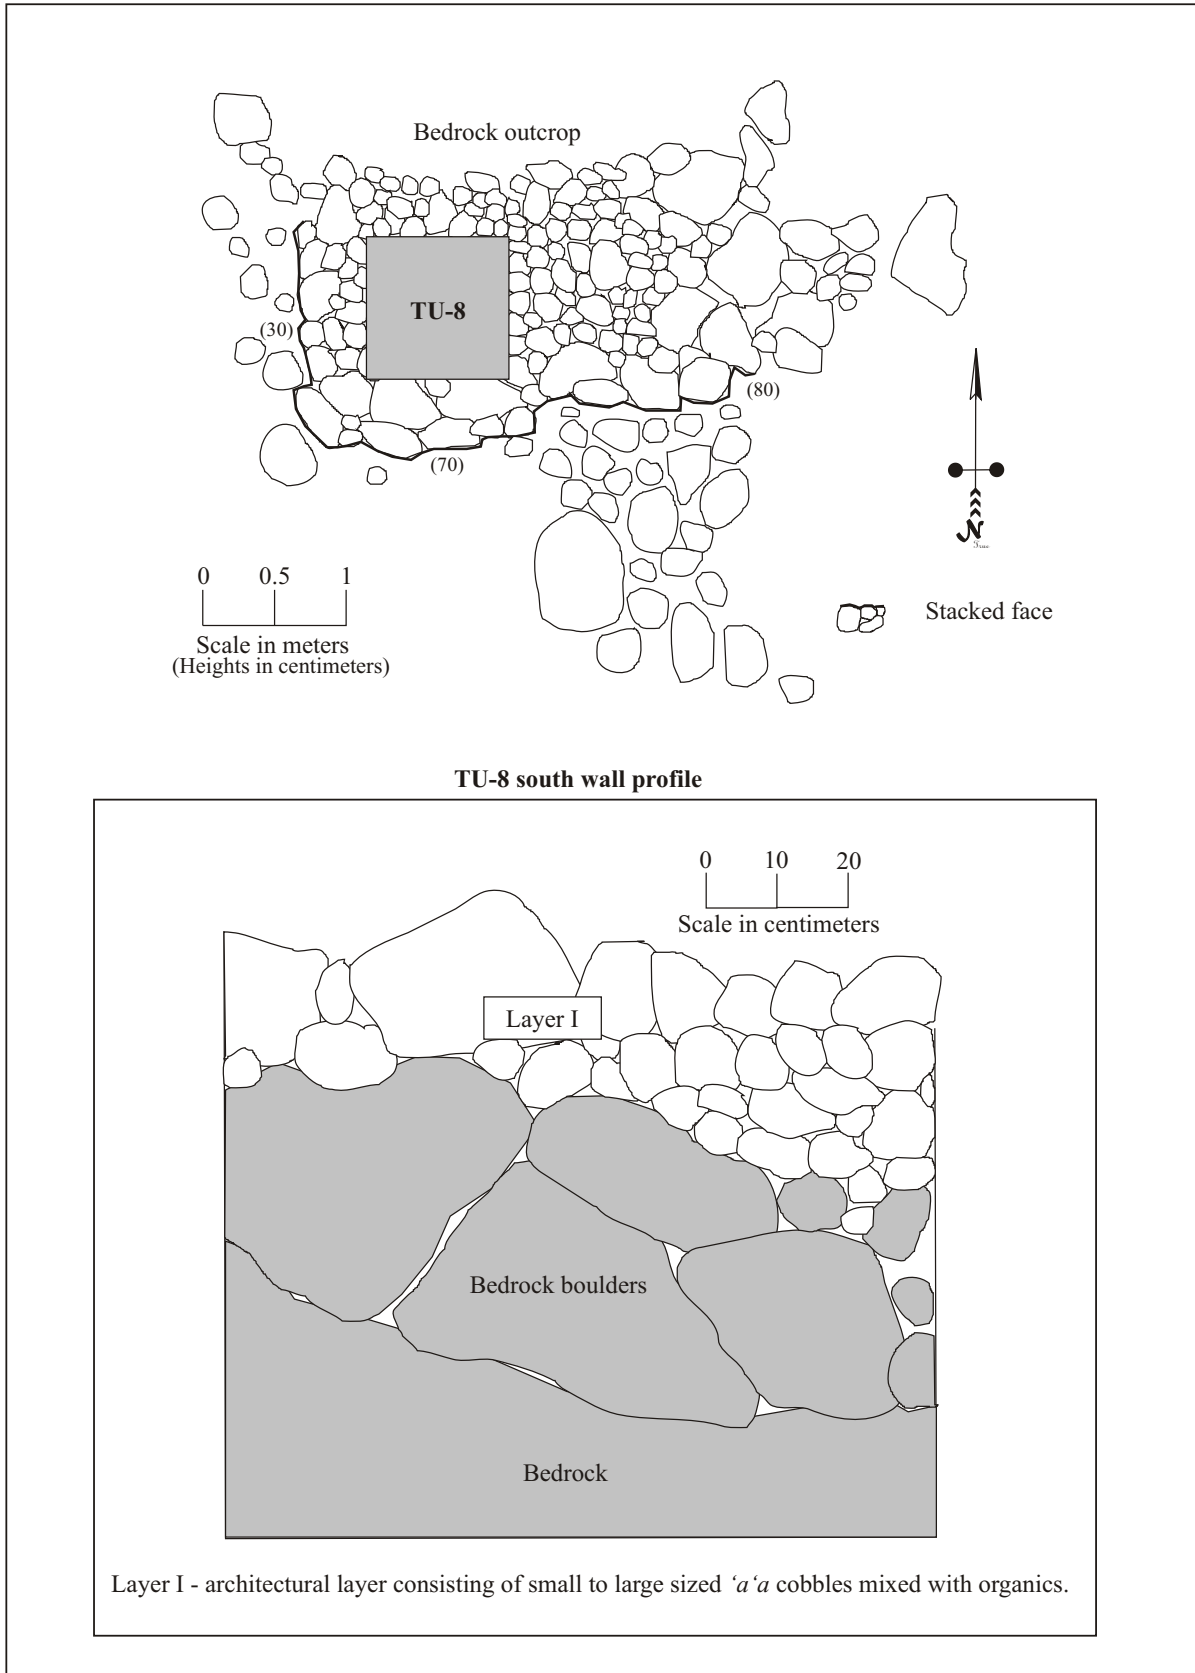 Bedrock outcrop
TU-8
(30)
(80)
(70)
0 0.5 1
Scale in meters
(Heights in centimeters)
N
True
Stacked face
TU-8 south wall profile
0 10 20
Scale in centimeters
Layer I
Bedrock boulders
Bedrock
Layer I - architectural layer consisting of small to large sized ‘a‘a cobbles mixed with organics.